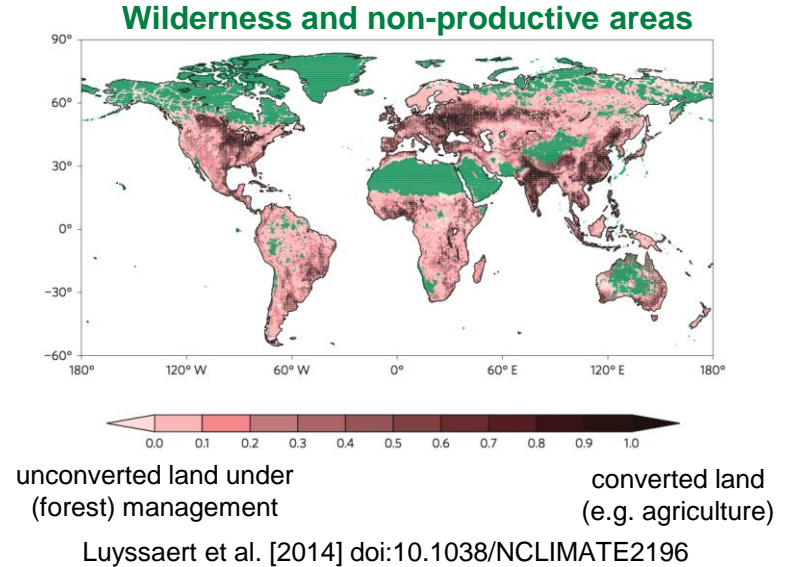 Wilderness and non-productive areas
90°
60°
30°
0°
−30°
−60°
180° 120° W 60° W 0° 60° E 120° E 180°
0.0 0.1 0.2 0.3 0.4 0.5 0.6 0.7 0.8 0.9 1.0
unconverted land under
(forest) management
converted land
(e.g. agriculture)
Luyssaert et al. [2014] doi:10.1038/NCLIMATE2196